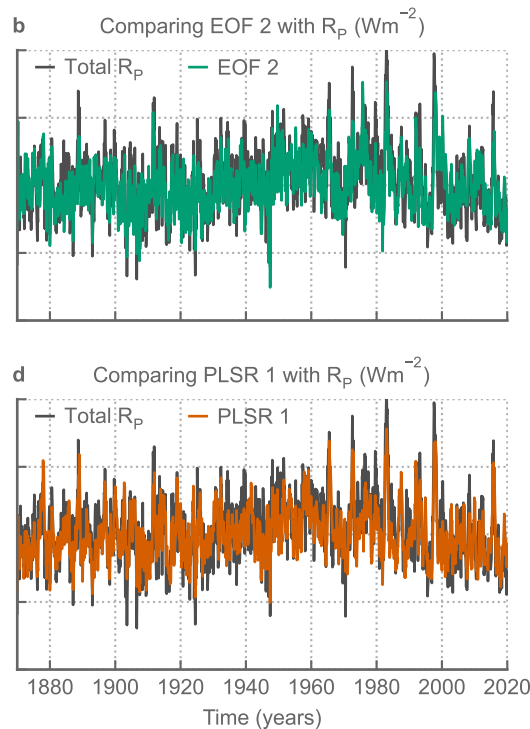 b Comparing EOF 2 with R_P (Wm⁻²)
Total R_P EOF 2
d Comparing PLSR 1 with R_P (Wm⁻²)
Total R_P PLSR 1
1880 1900 1920 1940 1960 1980 2000 2020
Time (years)